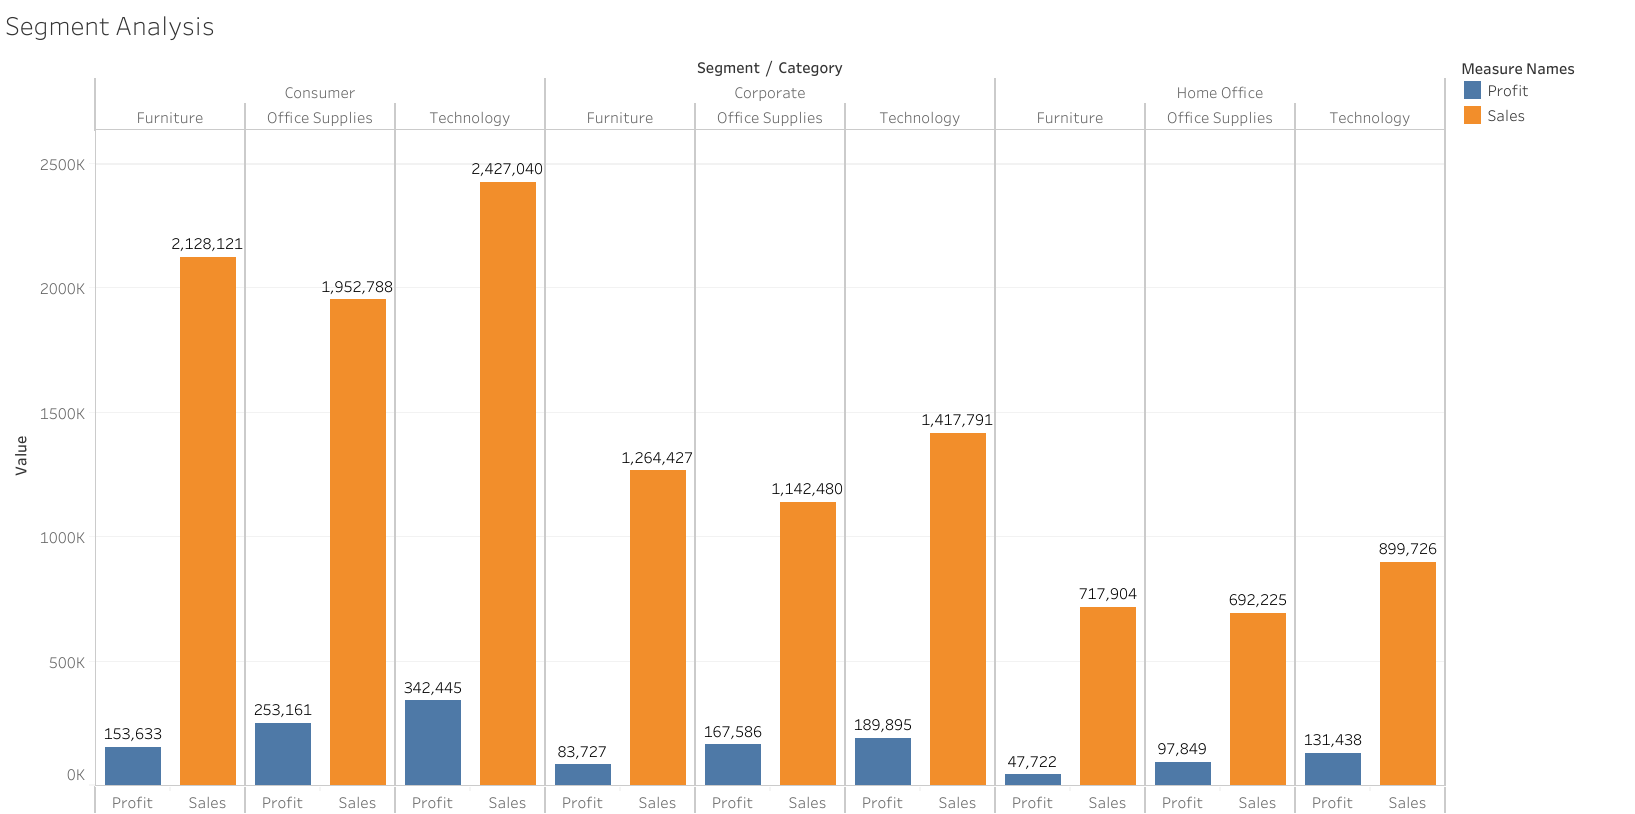 Segment Analysis
Segment / Category
Measure Names
Consumer Corporate Home Office
Profit
Furniture Office Supplies Technology Furniture Office Supplies Technology Furniture Office Supplies Technology
Sales
2500K
2,427,040
2,128,121
2000K
1,952,788
1500K
1,417,791
1,264,427
Value
1,142,480
1000K
899,726
717,904
692,225
500K
342,445
253,161
189,895
167,586
153,633
131,438
97,849
83,727
47,722
0K
Profit Sales Profit Sales Profit Sales Profit Sales Profit Sales Profit Sales Profit Sales Profit Sales Profit Sales